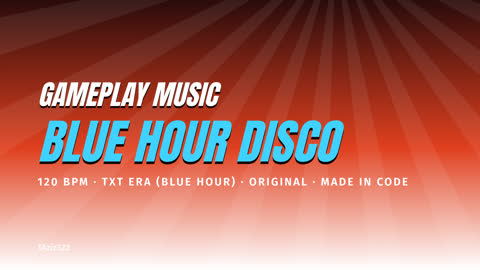 GAMEPLAY MUSIC
BLUE HOUR DISCO
120 BPM · TXT ERA (BLUE HOUR) · ORIGINAL · MADE IN CODE